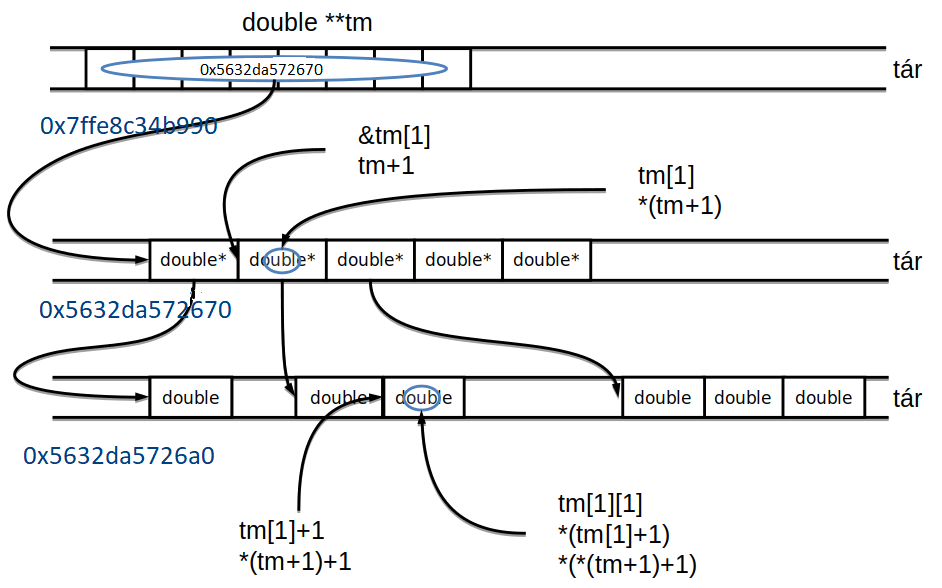 double **tm
0x5632da572670
tár
0x7ffe8c34b990
&tm[1]
tm+1
tm[1]
*(tm+1)
double* double* double* double* double*
tár
0x5632da572670
double double double double double double
tár
0x5632da5726a0
tm[1]+1
*(tm+1)+1
tm[1][1]
*(tm[1]+1)
*(*(tm+1)+1)